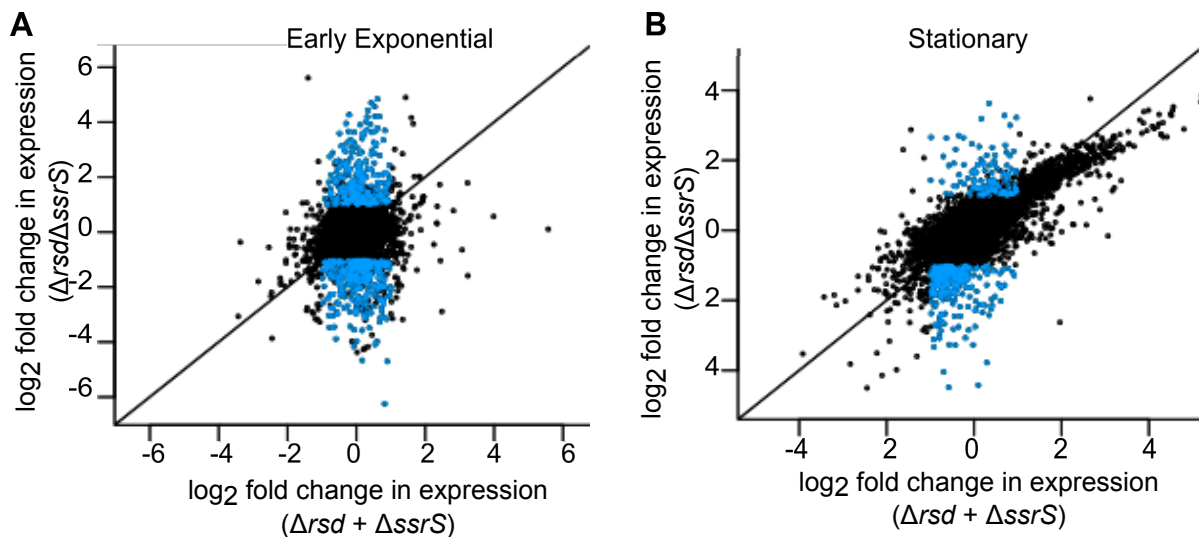 A
Early Exponential
log2 fold change in expression
(ΔrsdΔssrS)
6
4
2
0
-2
-4
-6
-6
-4
-2
0
2
4
6
log2 fold change in expression
(Δrsd + ΔssrS)
B
Stationary
log2 fold change in expression
(ΔrsdΔssrS)
4
2
0
2
4
-4
-2
0
2
4
log2 fold change in expression
(Δrsd + ΔssrS)